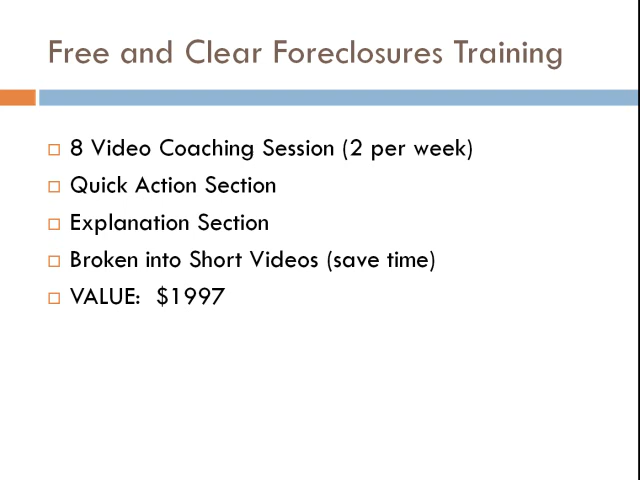 Free and Clear Foreclosures Training
8 Video Coaching Session (2 per week)
Quick Action Section
Explanation Section
Broken into Short Videos (save time)
VALUE:  $1997